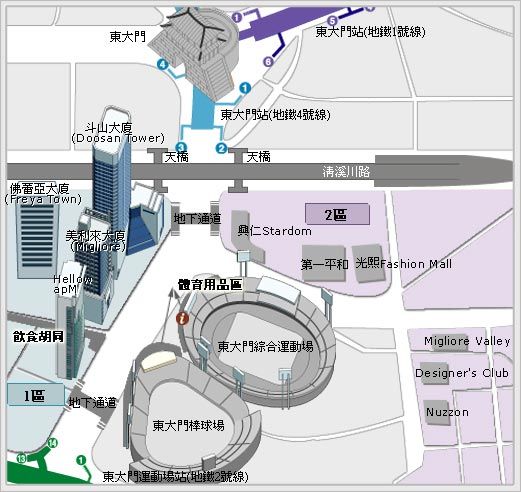 1
5
東大門
東大門站(地鐵1號線)
4
6
1
東大門站(地鐵4號線)
斗山大廈
(Doosan Tower)
3
2
天橋
天橋
清溪川路
佛蕾亞大廈
(Freya Town)
地下通道
2區
興仁Stardom
美利來大廈
(Migliore)
第一平和
光熙Fashion Mall
Hellow
apM
體育用品區
飲食胡同
i
東大門綜合運動場
Migliore Valley
Designer's Club
1區
地下通道
Nuzzon
東大門棒球場
14
13
1
東大門運動場站(地鐵2號線)